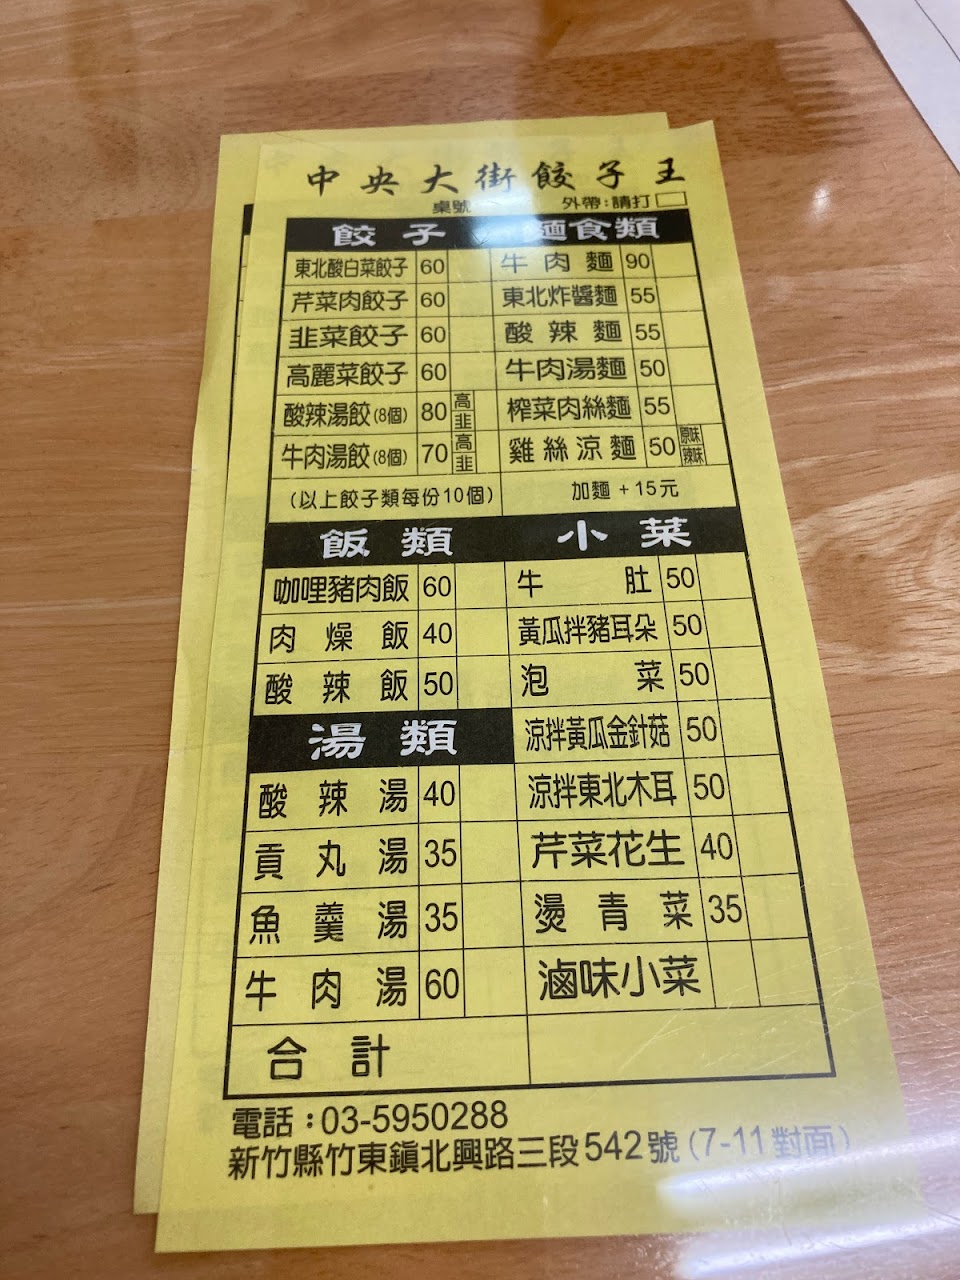 中央大街餃子王
桌號 外帶：請打□
餃子 麵食類
東北酸白菜餃子 60 牛肉麵 90
芹菜肉餃子 60 東北炸醬麵 55
韭菜餃子 60 酸辣麵 55
高麗菜餃子 60 牛肉湯麵 50
酸辣湯餃(8個) 80 高 韭 榨菜肉絲麵 55
牛肉湯餃(8個) 70 高 韭 雞絲涼麵 50 原味 辣味
(以上餃子類每份10個) 加麵+15元
飯類 小菜
咖哩豬肉飯 60 牛肚 50
肉燥飯 40 黃瓜拌豬耳朵 50
酸辣飯 50 泡菜 50
湯類 涼拌黃瓜金針菇 50
酸辣湯 40 涼拌東北木耳 50
貢丸湯 35 芹菜花生 40
魚羹湯 35 燙青菜 35
牛肉湯 60 滷味小菜
合計
電話：03-5950288
新竹縣竹東鎮北興路三段542號(7-11對面)